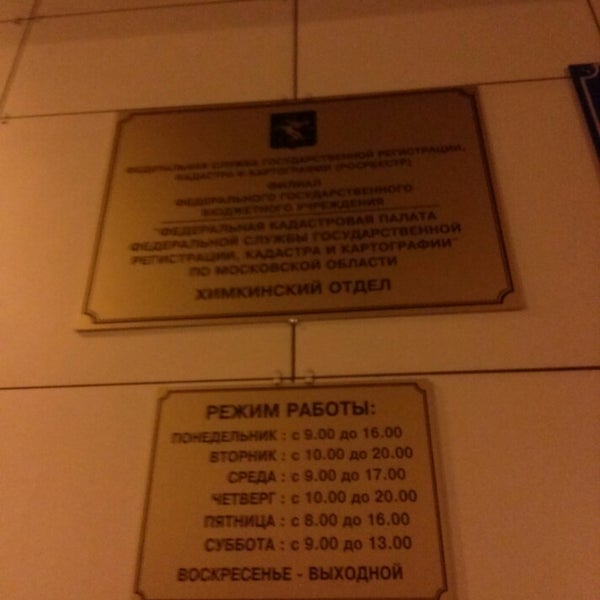 ФЕДЕРАЛЬНАЯ СЛУЖБА ГОСУДАРСТВЕННОЙ РЕГИСТРАЦИИ,
КАДАСТРА И КАРТОГРАФИИ (РОСРЕЕСТР)
ФИЛИАЛ
ФЕДЕРАЛЬНОГО ГОСУДАРСТВЕННОГО
БЮДЖЕТНОГО УЧРЕЖДЕНИЯ
"ФЕДЕРАЛЬНАЯ КАДАСТРОВАЯ ПАЛАТА
ФЕДЕРАЛЬНОЙ СЛУЖБЫ ГОСУДАРСТВЕННОЙ
РЕГИСТРАЦИИ, КАДАСТРА И КАРТОГРАФИИ"
ПО МОСКОВСКОЙ ОБЛАСТИ
ХИМКИНСКИЙ ОТДЕЛ
РЕЖИМ РАБОТЫ:
ПОНЕДЕЛЬНИК : с 9.00 до 16.00
ВТОРНИК : с 10.00 до 20.00
СРЕДА : с 9.00 до 17.00
ЧЕТВЕРГ : с 10.00 до 20.00
ПЯТНИЦА : с 8.00 до 16.00
СУББОТА : с 9.00 до 13.00
ВОСКРЕСЕНЬЕ - ВЫХОДНОЙ